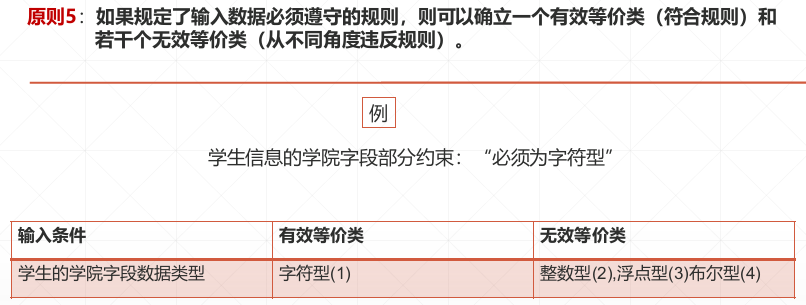 原则5：如果规定了输入数据必须遵守的规则，则可以确立一个有效等价类（符合规则）和
若干个无效等价类（从不同角度违反规则）。
例
学生信息的学院字段部分约束：“必须为字符型”
输入条件 有效等价类 无效等价类
学生的学院字段数据类型 字符型(1) 整数型(2),浮点型(3)布尔型(4)